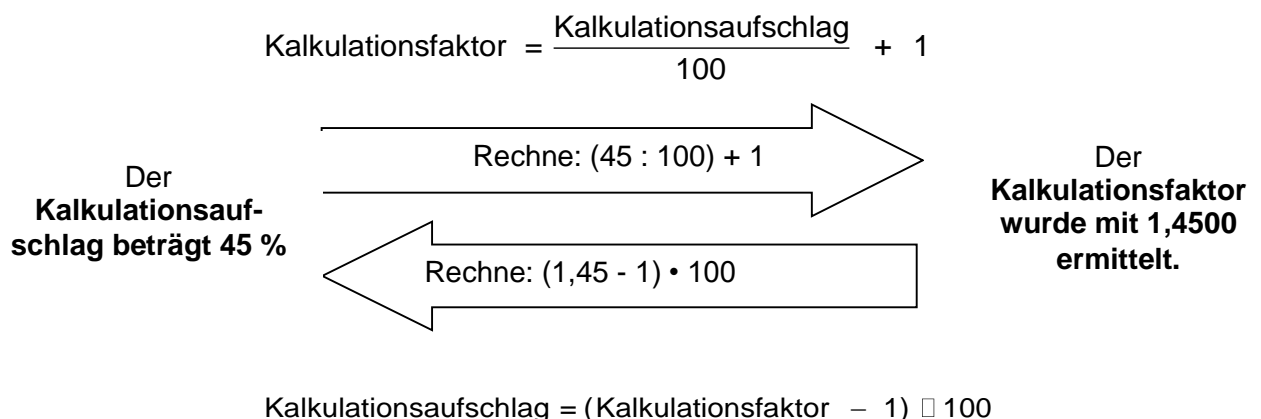 Kalkulationsfaktor = Kalkulationsaufschlag / 100 + 1
Rechne: (45 : 100) + 1
Der
Kalkulationsauf-
schlag beträgt 45 %
Der
Kalkulationsfaktor
wurde mit 1,4500
ermittelt.
Rechne: (1,45 - 1) • 100
Kalkulationsaufschlag = (Kalkulationsfaktor − 1) □ 100